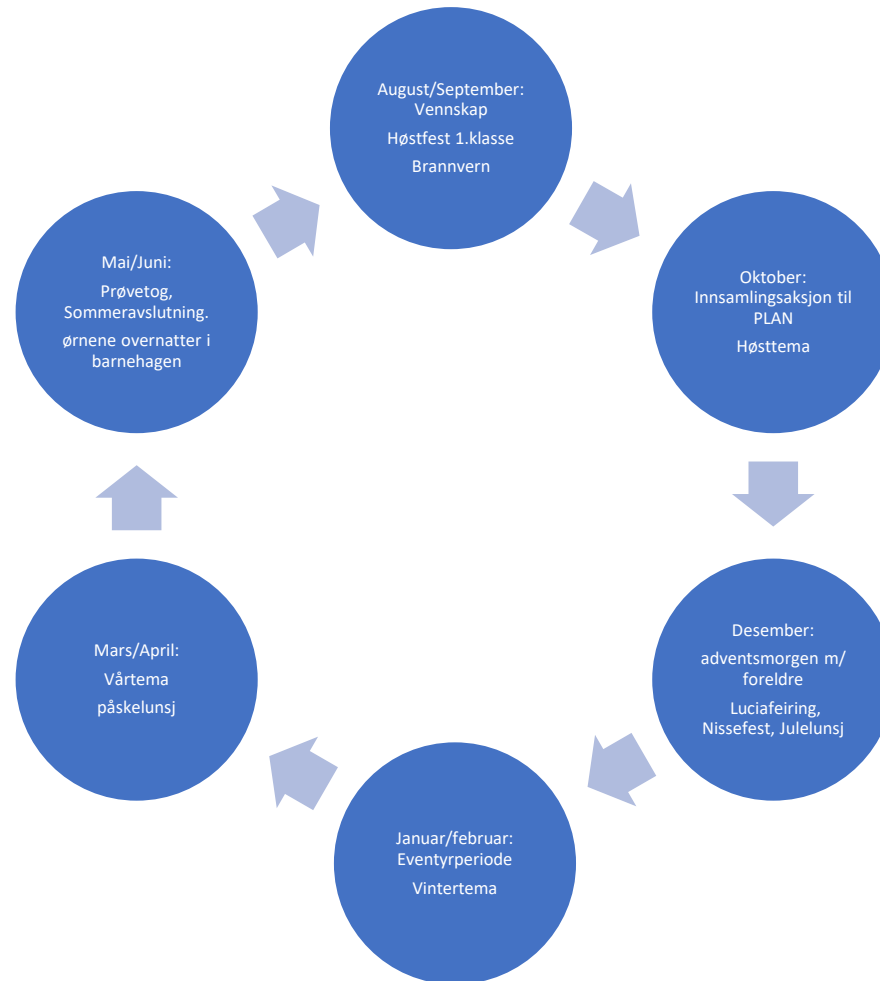 August/September:
Vennskap
Høstfest 1.klasse
Brannvern
Oktober:
Innsamlingsaksjon til
PLAN
Høsttema
Desember:
adventsmorgen m/
foreldre
Luciafeiring,
Nissefest, Julelunsj
Januar/februar:
Eventyrperiode
Vintertema
Mars/April:
Vårtema
påskelunsj
Mai/Juni:
Prøvetog,
Sommeravslutning.
ørnene overnatter i
barnehagen